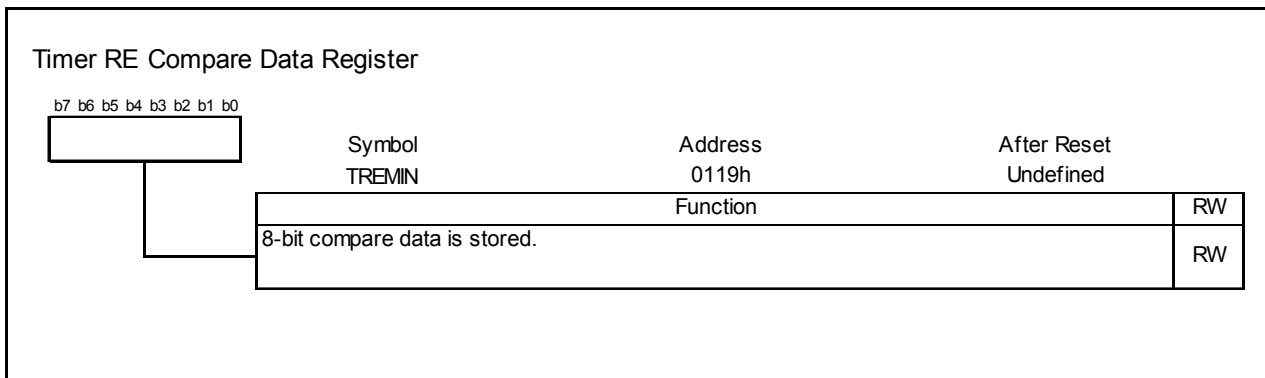 Timer RE Compare Data Register
b7 b6 b5 b4 b3 b2 b1 b0
Symbol Address After Reset
TREMIN 0119h Undefined
Function RW
8-bit compare data is stored. RW